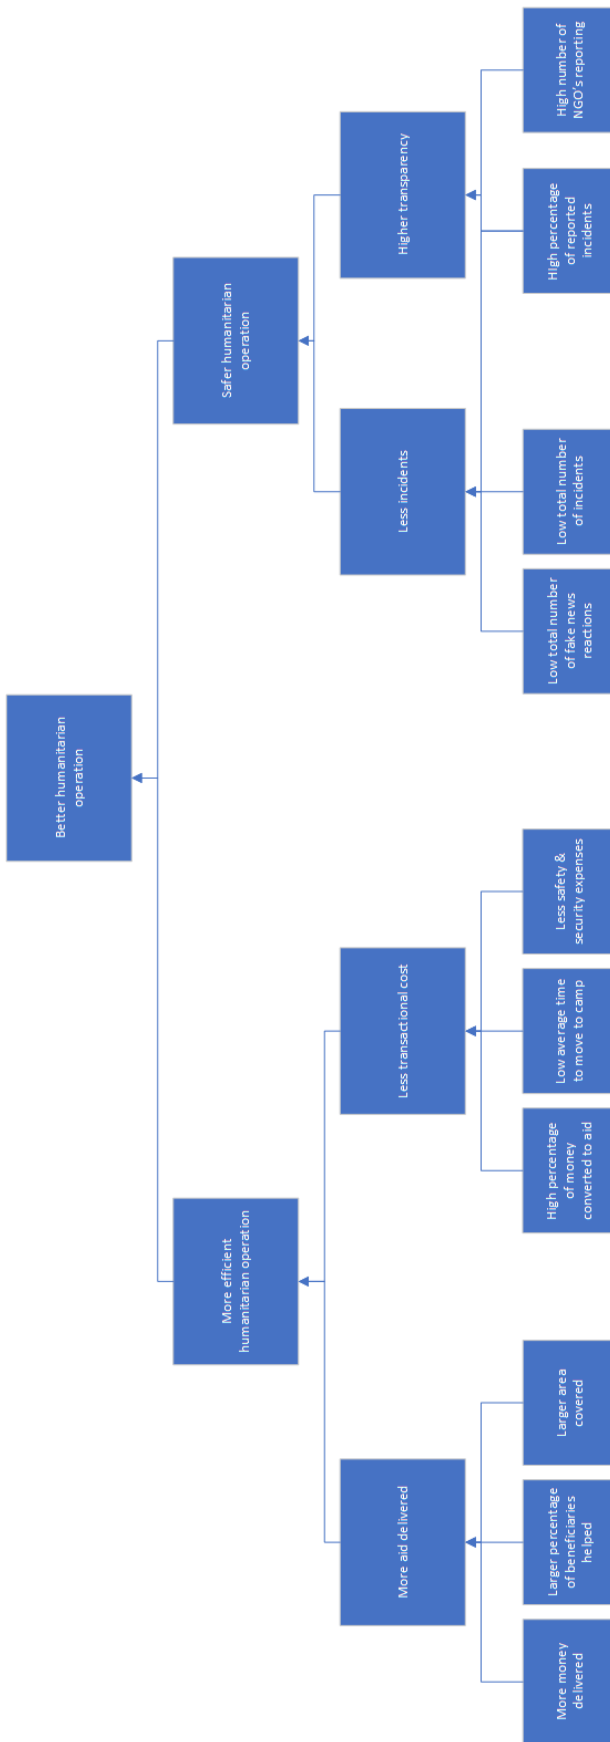 Better humanitarian
operation
More efficient
humanitarian operation
Safer humanitarian
operation
More aid delivered
Less transactional cost
Less incidents
Higher transparency
More money
delivered
Larger percentage
of beneficiaries
helped
Larger area
covered
High percentage
of money
converted to aid
Low average time
to move to camp
Less safety &
security expenses
Low total number
of fake news
reactions
Low total number
of incidents
HIgh percentage
of reported
incidents
High number of
NGO's reporting